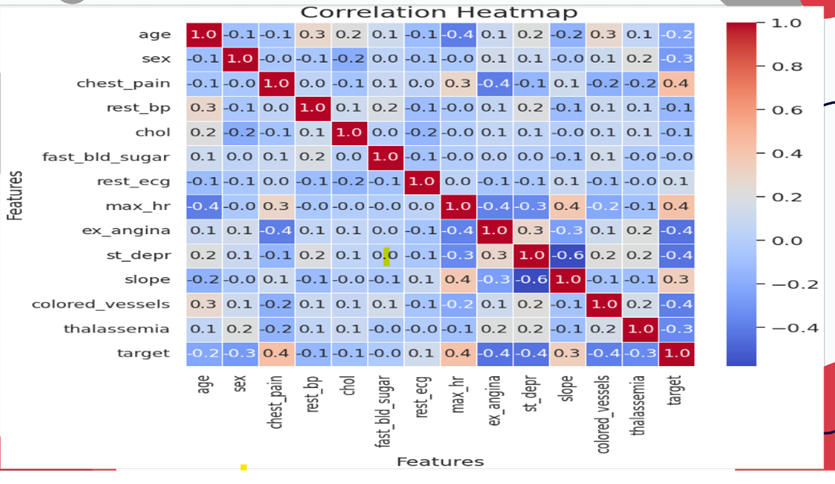 Correlation Heatmap
age 1.0 -0.1 -0.1 0.3 0.2 0.1 -0.1 -0.4 0.1 0.2 -0.2 0.3 0.1 -0.2
sex -0.1 1.0 -0.0 -0.1 -0.2 0.0 -0.1 -0.0 0.1 0.1 -0.0 0.1 0.2 -0.3
chest_pain -0.1 -0.0 1.0 0.0 -0.1 0.1 0.0 0.3 -0.4 -0.1 0.1 -0.2 -0.2 0.4
rest_bp 0.3 -0.1 0.0 1.0 0.1 0.2 -0.1 -0.0 0.1 0.2 -0.1 0.1 0.1 -0.1
chol 0.2 -0.2 -0.1 0.1 1.0 0.0 -0.2 -0.0 0.1 0.1 -0.0 0.1 0.1 -0.1
fast_bld_sugar 0.1 0.0 0.1 0.2 0.0 1.0 -0.1 -0.0 0.0 0.0 -0.1 0.1 -0.0 -0.0
rest_ecg -0.1 -0.1 0.0 -0.1 -0.2 -0.1 1.0 0.0 -0.1 -0.1 0.1 -0.1 -0.0 0.1
max_hr -0.4 -0.0 0.3 -0.0 -0.0 -0.0 0.0 1.0 -0.4 -0.3 0.4 -0.2 -0.1 0.4
ex_angina 0.1 0.1 -0.4 0.1 0.1 0.0 -0.1 -0.4 1.0 0.3 -0.3 0.1 0.2 -0.4
st_depr 0.2 0.1 -0.1 0.2 0.1 0.0 -0.1 -0.3 0.3 1.0 -0.6 0.2 0.2 -0.4
slope -0.2 -0.0 0.1 -0.1 -0.0 -0.1 0.1 0.4 -0.3 -0.6 1.0 -0.1 -0.1 0.3
colored_vessels 0.3 0.1 -0.2 0.1 0.1 0.1 -0.1 -0.2 0.1 0.2 -0.1 1.0 0.2 -0.4
thalassemia 0.1 0.2 -0.2 0.1 0.1 -0.0 -0.0 -0.1 0.2 0.2 -0.1 0.2 1.0 -0.3
target -0.2 -0.3 0.4 -0.1 -0.1 -0.0 0.1 0.4 -0.4 -0.4 0.3 -0.4 -0.3 1.0
Features
age
sex
chest_pain
rest_bp
chol
fast_bld_sugar
rest_ecg
max_hr
ex_angina
st_depr
slope
colored_vessels
thalassemia
target
Features
1.0
0.8
0.6
0.4
0.2
0.0
−0.2
−0.4